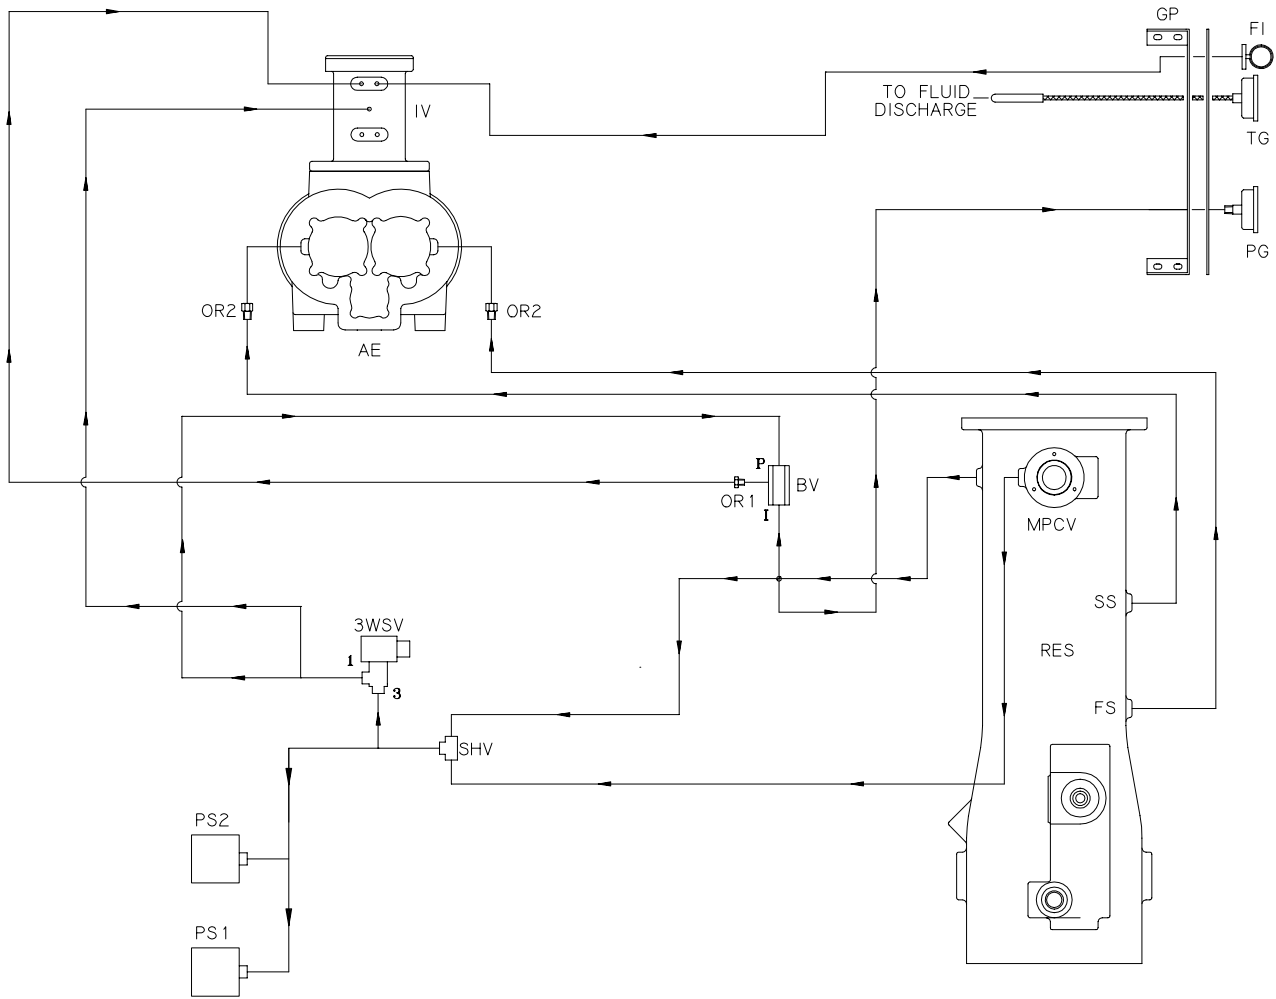 GP
FI
IV
TO FLUID
DISCHARGE
TG
PG
OR2
OR2
AE
P
BV
OR1
I
MPCV
SS
3WSV
1
RES
3
FS
SHV
PS2
PS1